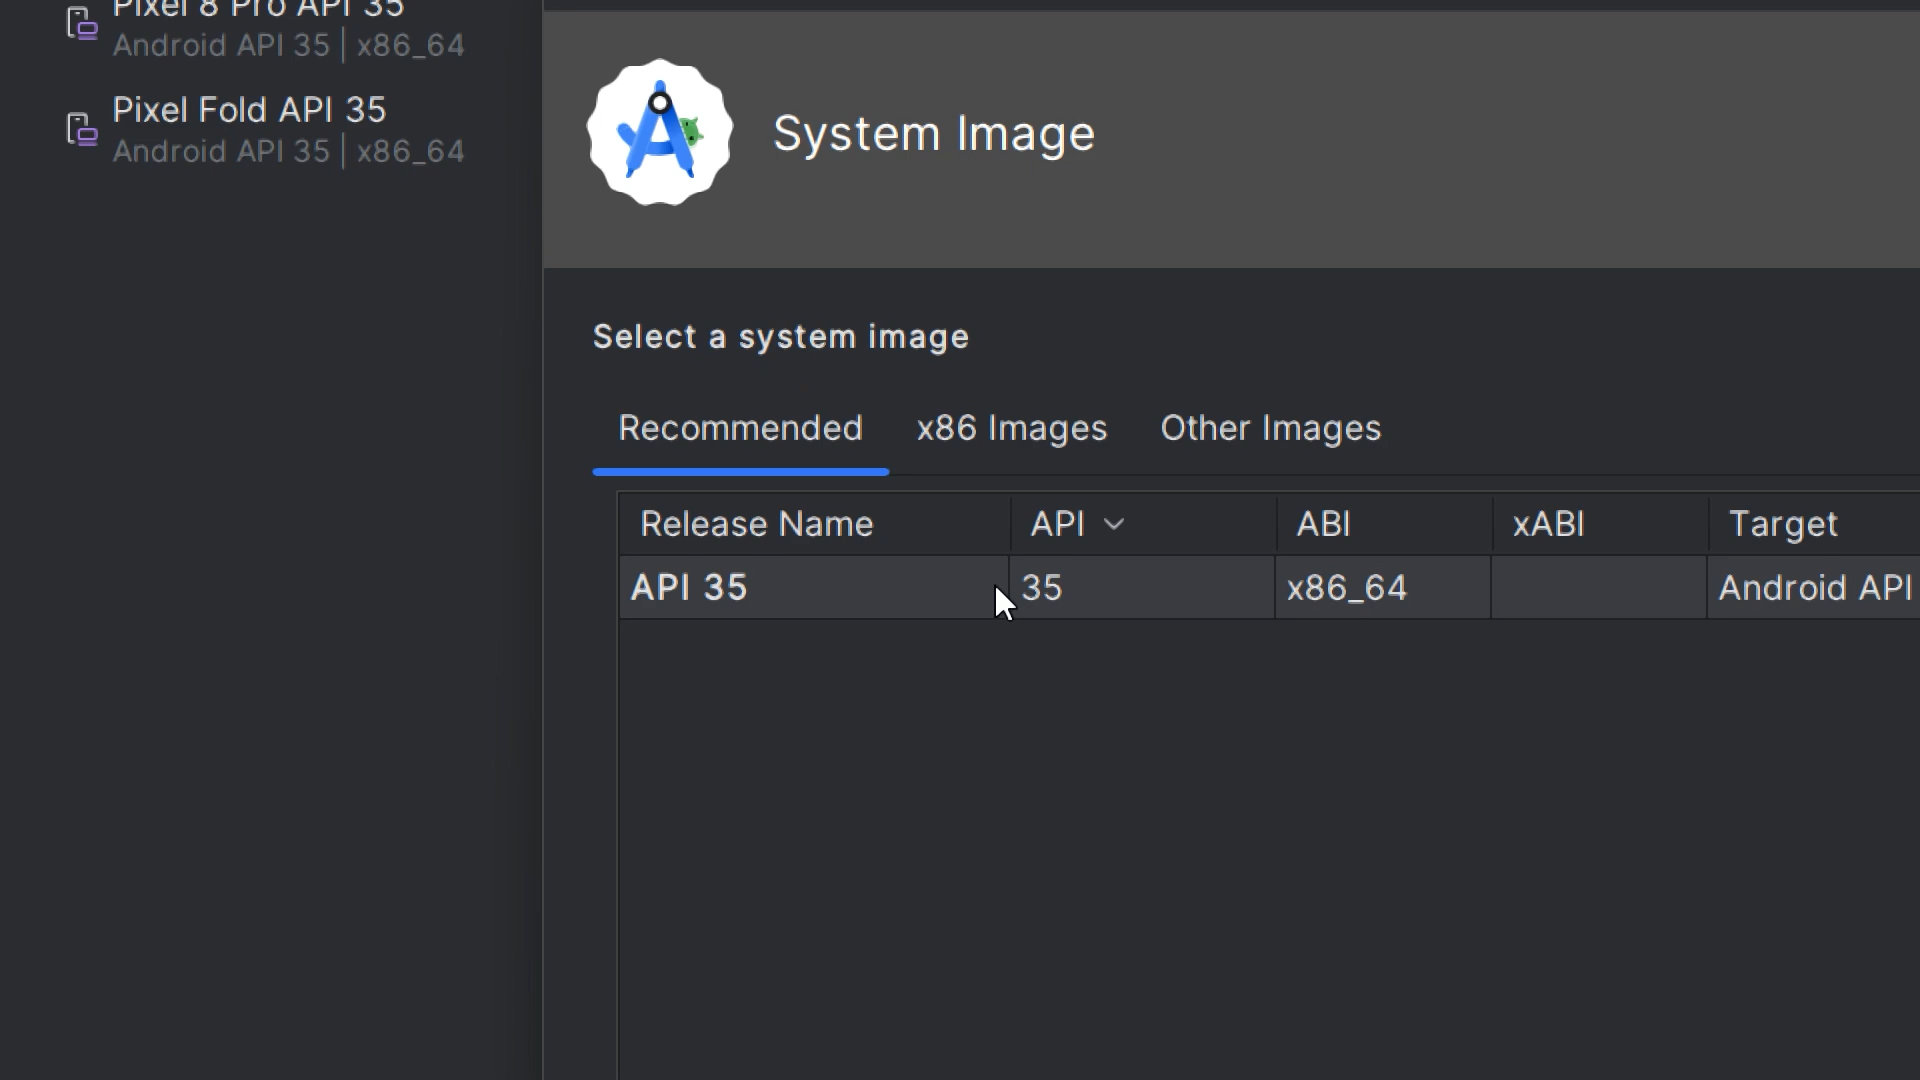 Pixel 8 Pro API 35
Android API 35 | x86_64
Pixel Fold API 35
Android API 35 | x86_64
System Image
Select a system image
Recommended x86 Images Other Images
Release Name API ABI xABI Target
API 35 35 x86_64 Android API